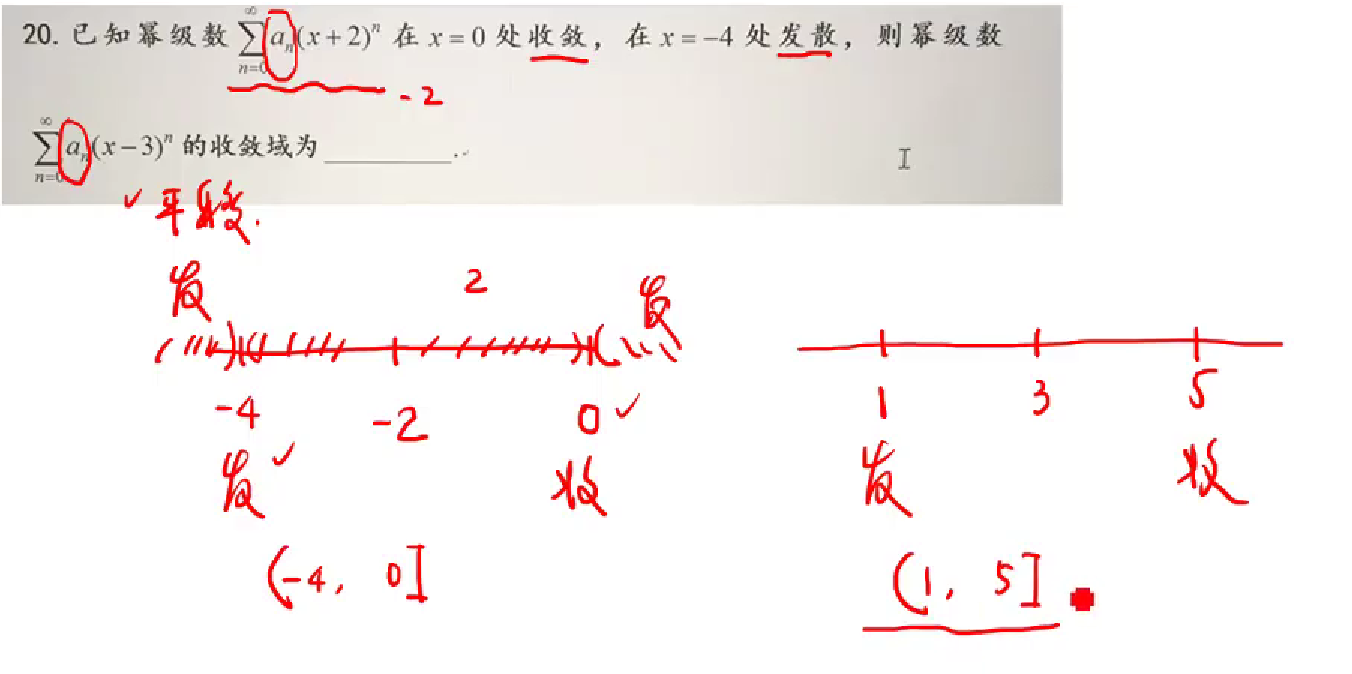 20. 已知幂级数 $\sum_{n=0}^{\infty} a_n(x+2)^n$ 在 x = 0 处收敛，在 x = −4 处发散，则幂级数
-2
$\sum_{n=0}^{\infty} a_n(x-3)^n$ 的收敛域为 ________.
✓ 平移.
发 2 发
-4 -2 0 ✓ 1 3 5
发 ✓ 收 发 收
(-4, 0] (1, 5]